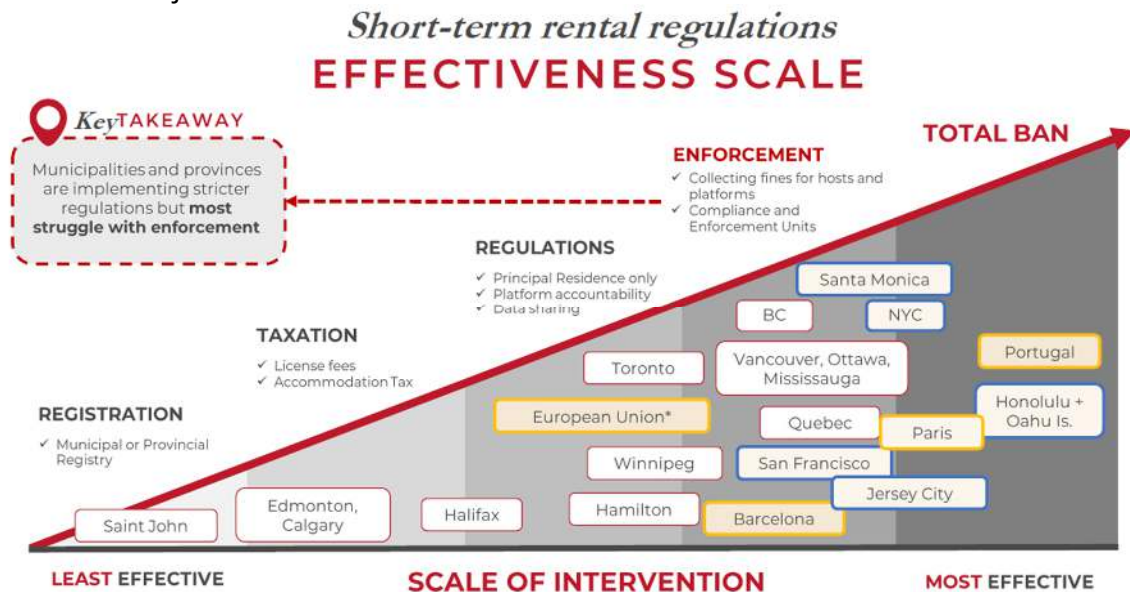 Short-term rental regulations
EFFECTIVENESS SCALE
Key TAKEAWAY
Municipalities and provinces
are implementing stricter
regulations but most
struggle with enforcement
TOTAL BAN
ENFORCEMENT
✓ Collecting fines for hosts and
platforms
✓ Compliance and
Enforcement Units
REGULATIONS
✓ Principal Residence only
✓ Platform accountability
✓ Data sharing
TAXATION
✓ License fees
✓ Accommodation Tax
REGISTRATION
✓ Municipal or Provincial
Registry
Santa Monica
BC
NYC
Toronto
Vancouver, Ottawa,
Mississauga
Portugal
European Union*
Quebec
Paris
Honolulu +
Oahu Is.
Winnipeg
San Francisco
Jersey City
Saint John
Edmonton,
Calgary
Halifax
Hamilton
Barcelona
LEAST EFFECTIVE
SCALE OF INTERVENTION
MOST EFFECTIVE